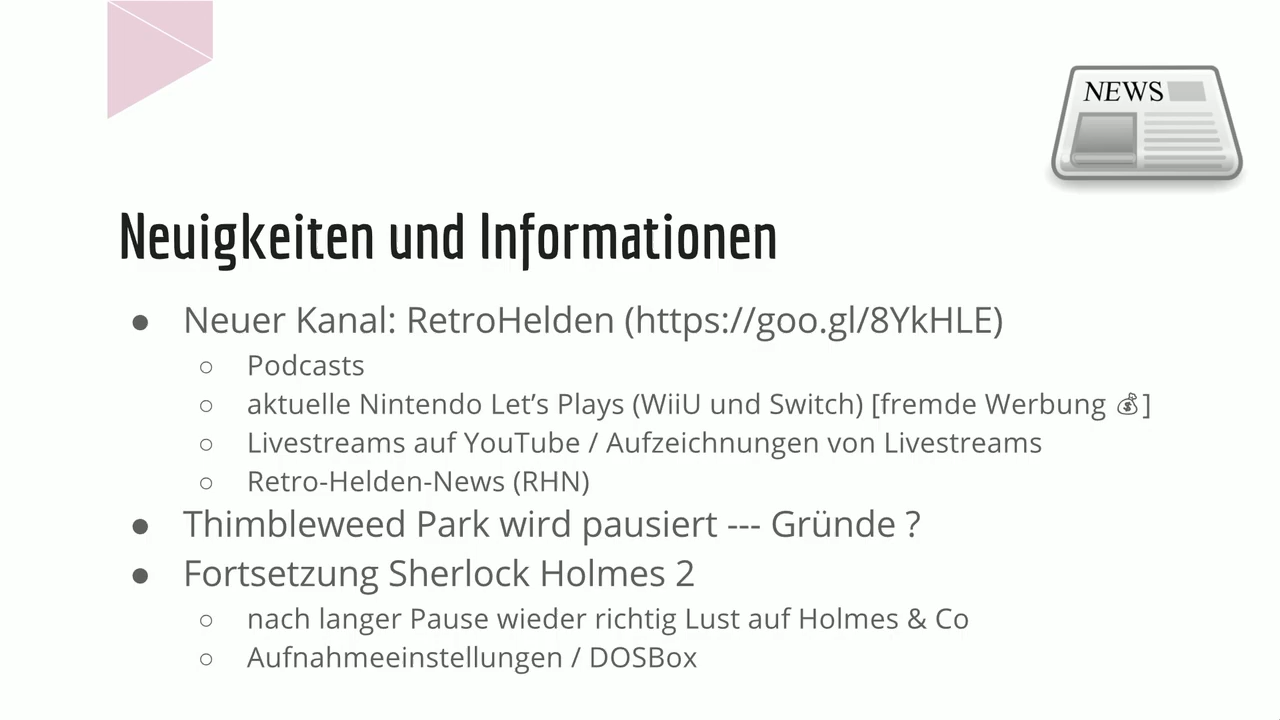 NEWS
Neuigkeiten und Informationen
● Neuer Kanal: RetroHelden (https://goo.gl/8YkHLE)
○ Podcasts
○ aktuelle Nintendo Let’s Plays (WiiU und Switch) [fremde Werbung 💰]
○ Livestreams auf YouTube / Aufzeichnungen von Livestreams
○ Retro-Helden-News (RHN)
● Thimbleweed Park wird pausiert --- Gründe ?
● Fortsetzung Sherlock Holmes 2
○ nach langer Pause wieder richtig Lust auf Holmes & Co
○ Aufnahmeeinstellungen / DOSBox